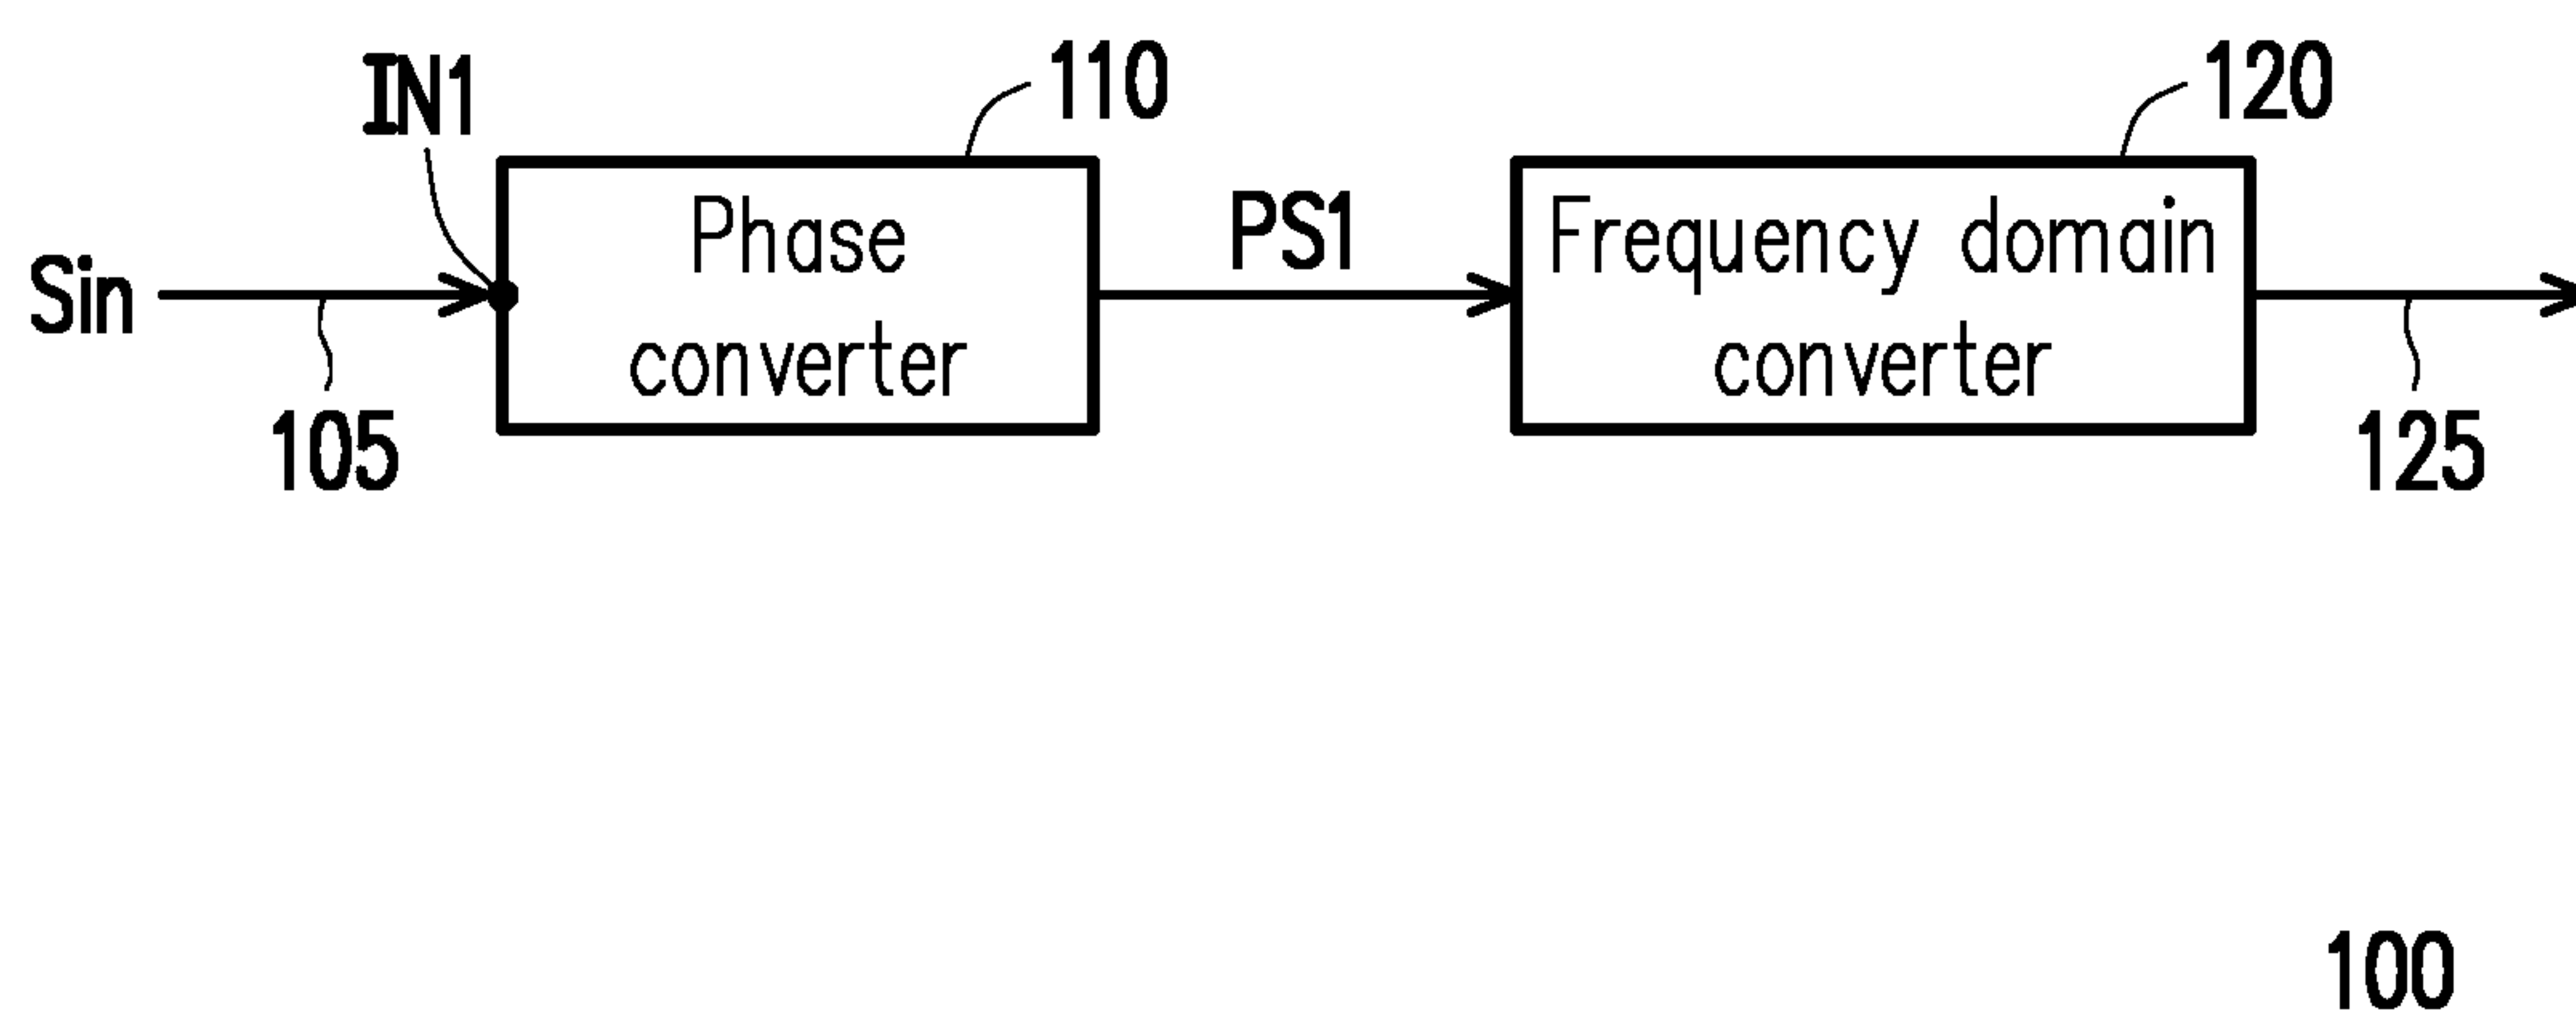 IN1
110
120
Sin
Phase
converter
PS1
Frequency domain
converter
105
125
100